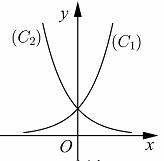 y
(C₂) (C₁)
O x